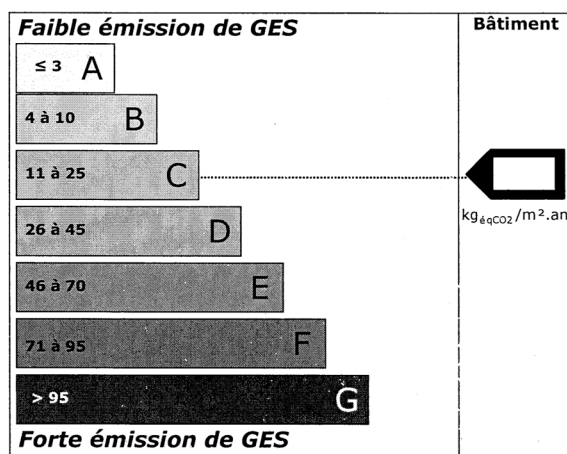 Faible émission de GES
Bâtiment
≤ 3 A
4 à 10 B
11 à 25 C
kgéqCO2/m².an
26 à 45 D
46 à 70 E
71 à 95 F
> 95 G
Forte émission de GES